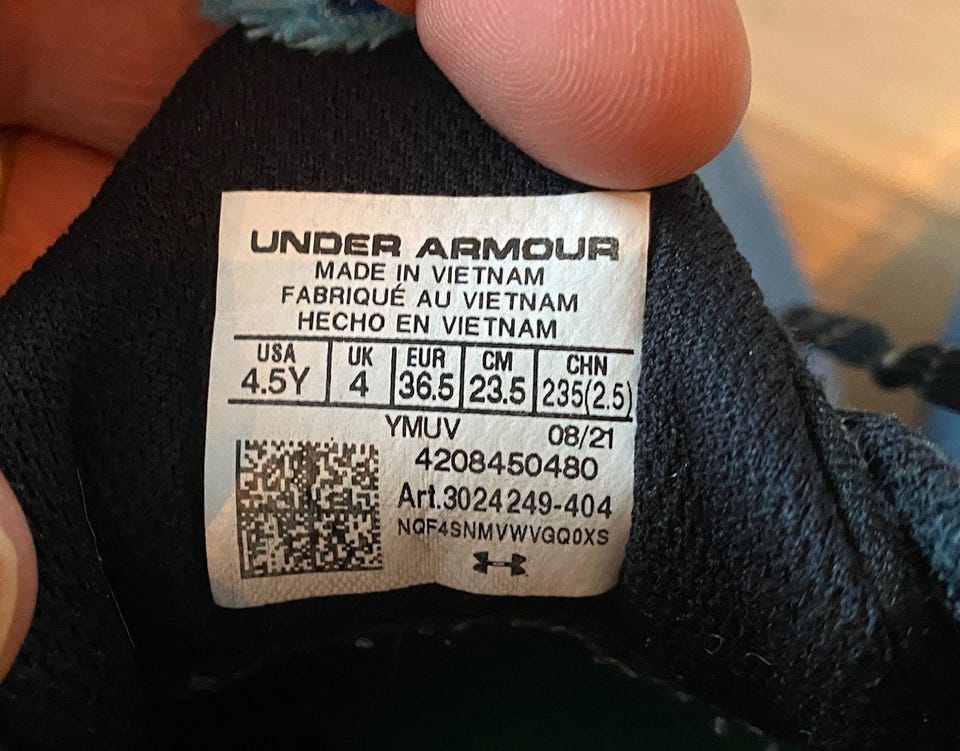 UNDER ARMOUR
MADE IN VIETNAM
FABRIQUÉ AU VIETNAM
HECHO EN VIETNAM
USA UK EUR CM CHN
4.5Y 4 36.5 23.5 235(2.5)
YMUV 08/21
4208450480
Art.3024249-404
NQF4SNMVWVGQ0XS